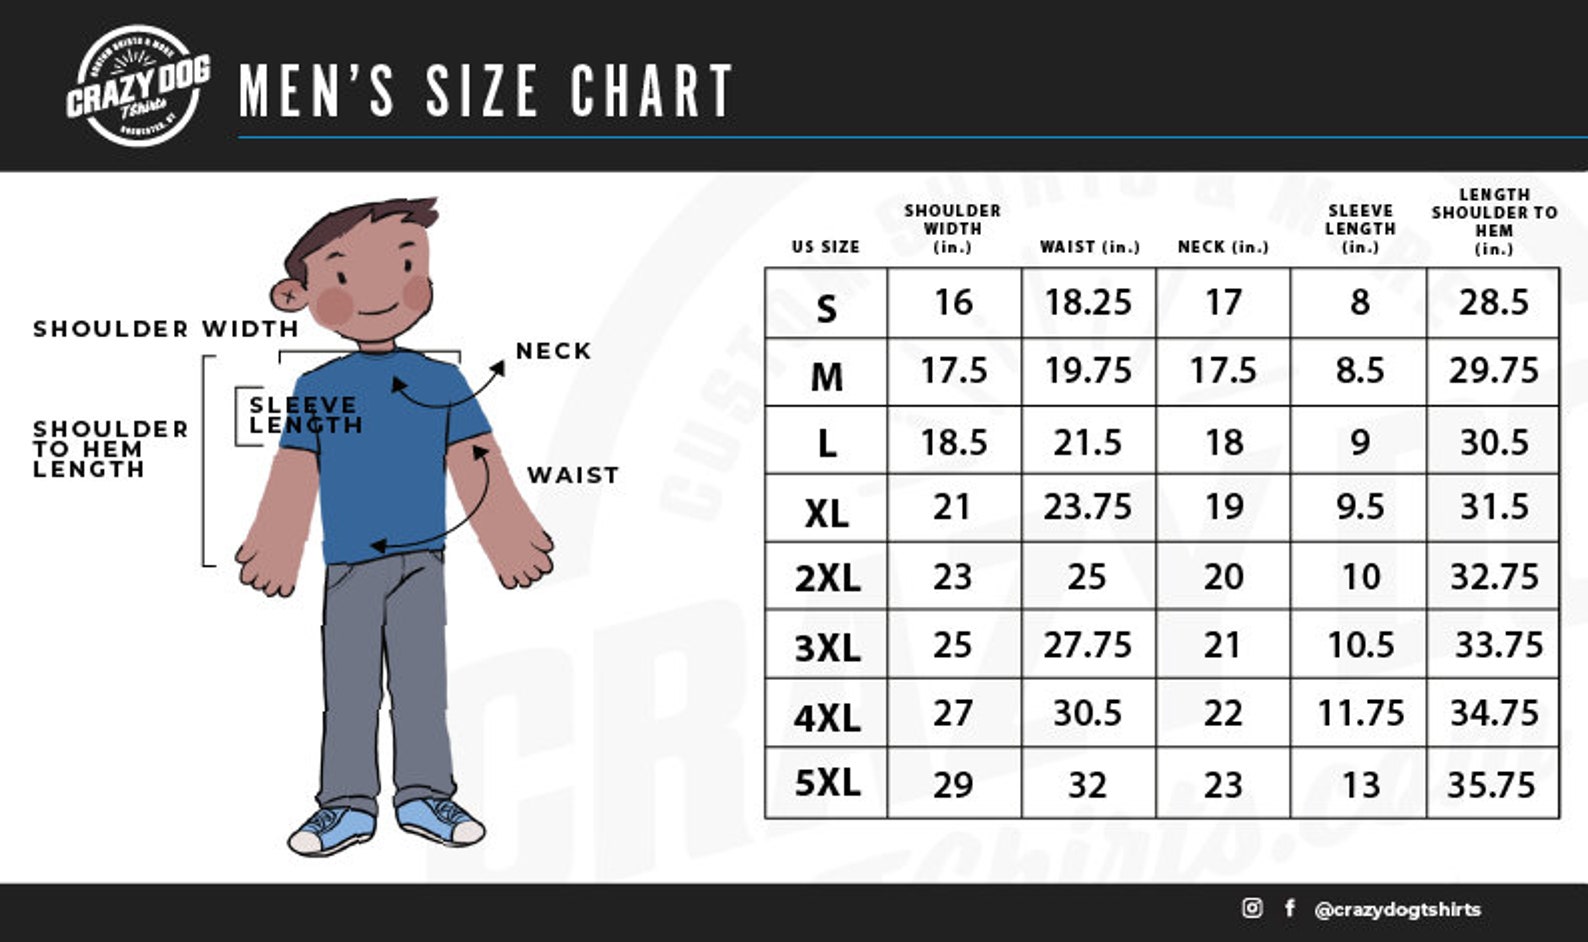 CUSTOM SHIRTS & MORE
CRAZY DOG
TShirts
ROCHESTER, NY
MEN'S SIZE CHART
SHOULDER WIDTH
NECK
SLEEVE
LENGTH
SHOULDER
TO HEM
LENGTH
WAIST
US SIZE SHOULDER WIDTH (in.) WAIST (in.) NECK (in.) SLEEVE LENGTH (in.) LENGTH SHOULDER TO HEM (in.)
S 16 18.25 17 8 28.5
M 17.5 19.75 17.5 8.5 29.75
L 18.5 21.5 18 9 30.5
XL 21 23.75 19 9.5 31.5
2XL 23 25 20 10 32.75
3XL 25 27.75 21 10.5 33.75
4XL 27 30.5 22 11.75 34.75
5XL 29 32 23 13 35.75
@crazydogtshirts